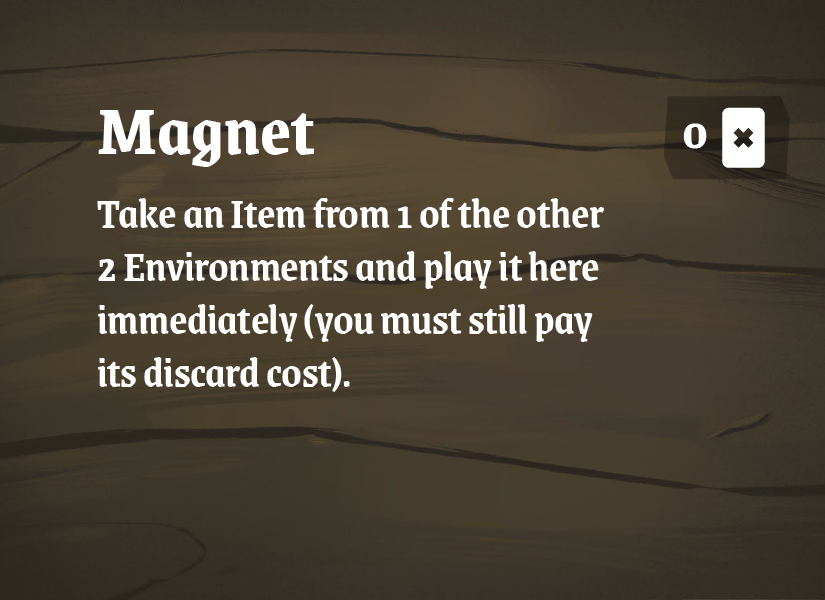 Magnet
0 ✖
Take an Item from 1 of the other
2 Environments and play it here
immediately (you must still pay
its discard cost).